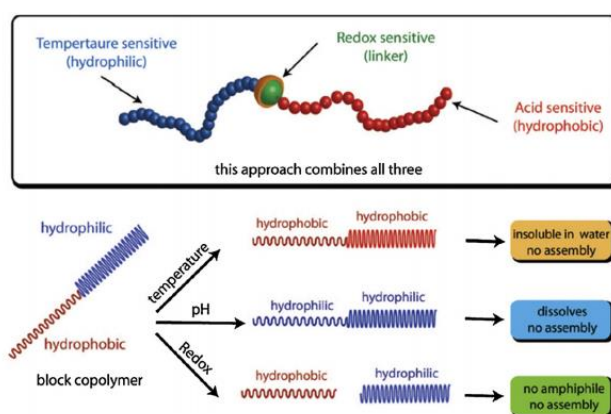 Tempertaure sensitive
(hydrophilic)
Redox sensitive
(linker)
Acid sensitive
(hydrophobic)
this approach combines all three
hydrophilic
hydrophobic
block copolymer
temperature
pH
Redox
hydrophobic hydrophobic
insoluble in water
no assembly
hydrophilic hydrophilic
dissolves
no assembly
hydrophobic hydrophilic
no amphiphile
no assembly